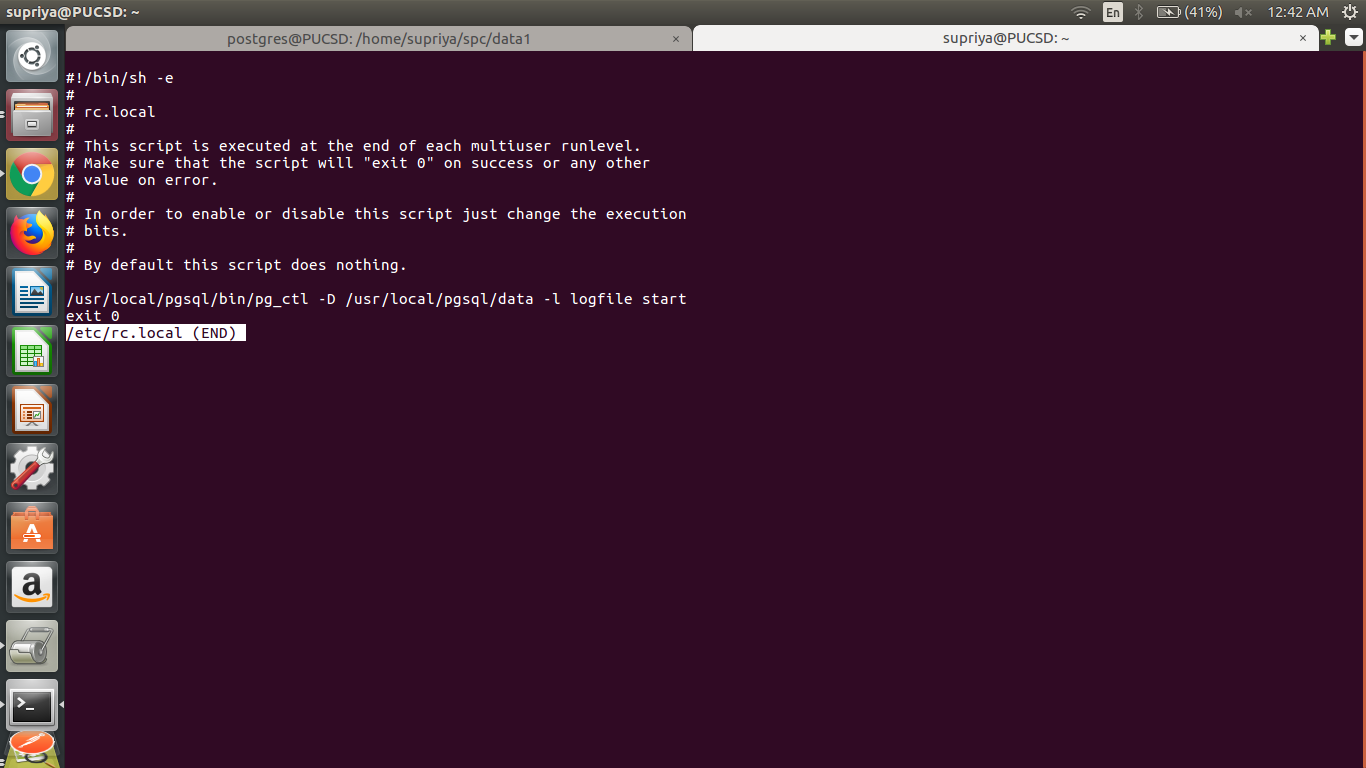 supriya@PUCSD: ~
En
(41%)
12:42 AM
postgres@PUCSD: /home/supriya/spc/data1
×
supriya@PUCSD: ~
×
#!/bin/sh -e
#
# rc.local
#
# This script is executed at the end of each multiuser runlevel.
# Make sure that the script will "exit 0" on success or any other
# value on error.
#
# In order to enable or disable this script just change the execution
# bits.
#
# By default this script does nothing.
/usr/local/pgsql/bin/pg_ctl -D /usr/local/pgsql/data -l logfile start
exit 0
/etc/rc.local (END)